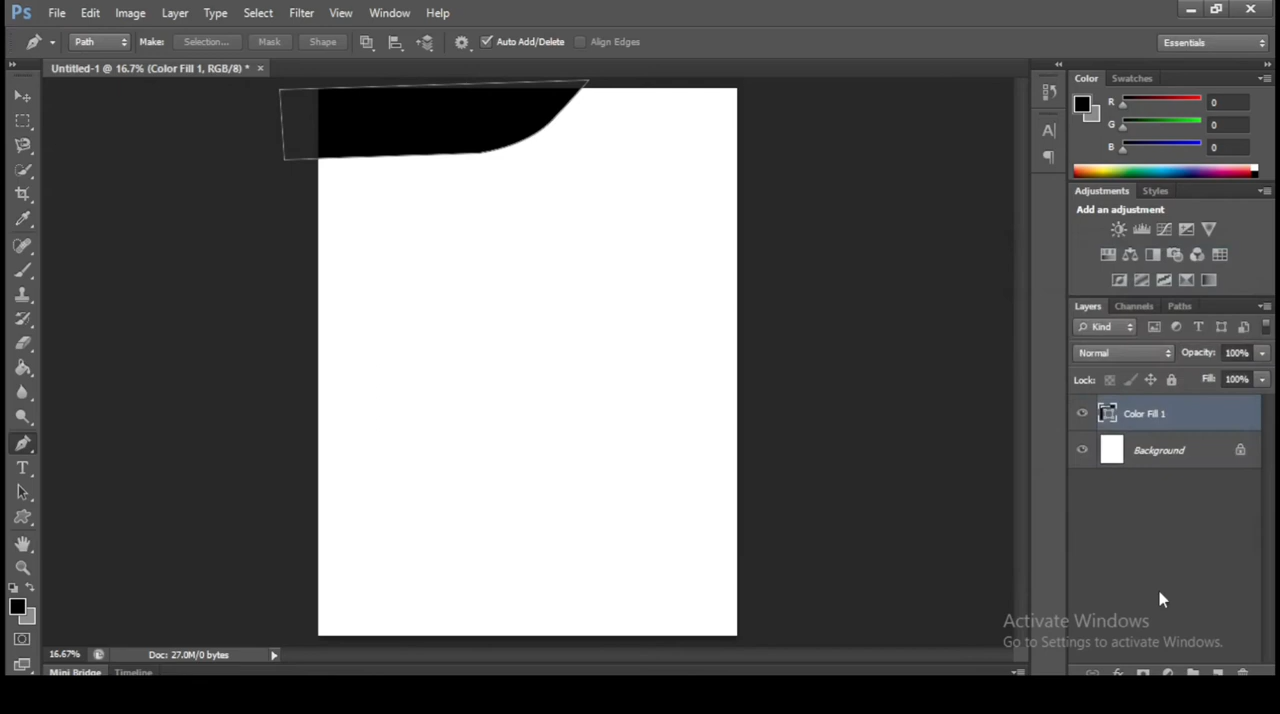 Ps File Edit Image Layer Type Select Filter View Window Help
Path Make: Selection... Mask Shape Auto Add/Delete Align Edges Essentials
Untitled-1 @ 16.7% (Color Fill 1, RGB/8) * ×
Color Swatches
R 0
G 0
B 0
Adjustments Styles
Add an adjustment
Layers Channels Paths
Kind
Normal Opacity: 100%
Lock: Fill: 100%
Color Fill 1
Background
Activate Windows
Go to Settings to activate Windows.
16.67% Doc: 27.0M/0 bytes
Mini Bridge Timeline